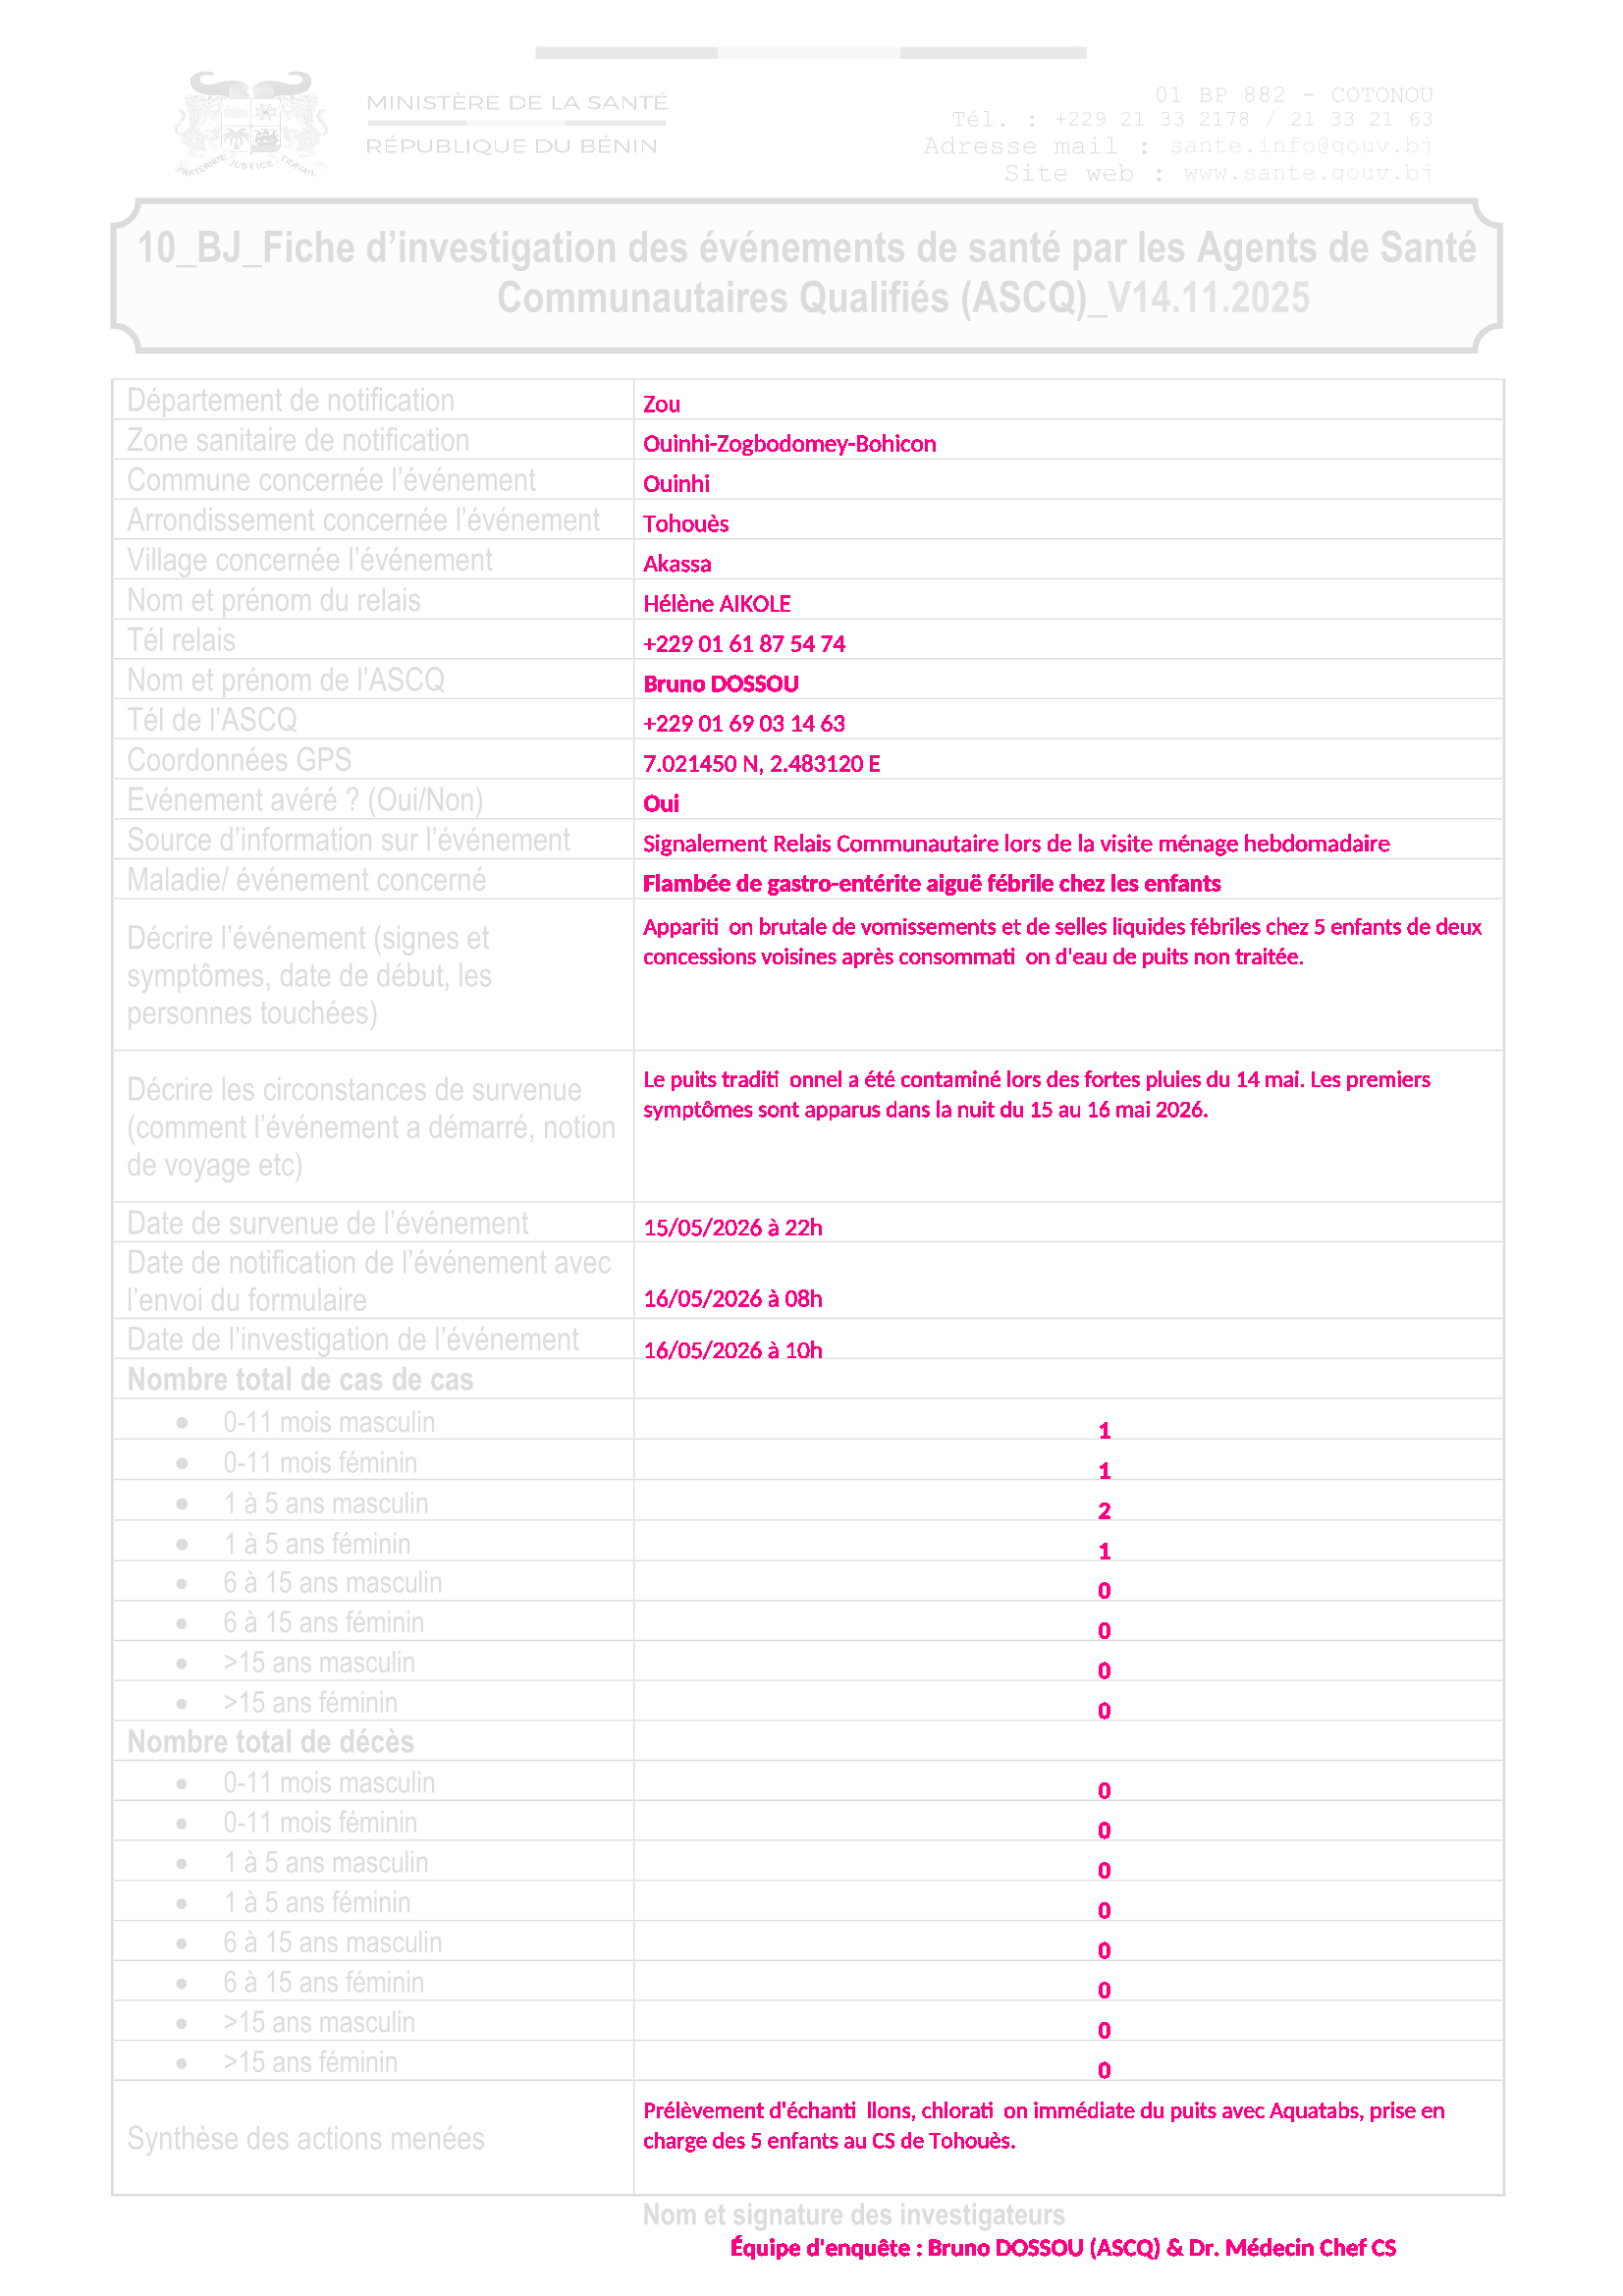 MINISTÈRE DE LA SANTÉ
RÉPUBLIQUE DU BÉNIN
FRATERNITÉ JUSTICE TRAVAIL
01 BP 882 - COTONOU
Tél. : +229 21 33 2178 / 21 33 21 63
Adresse mail : sante.info@gouv.bj
Site web : www.sante.gouv.bj
10_BJ_Fiche d’investigation des événements de santé par les Agents de Santé
Communautaires Qualifiés (ASCQ)_V14.11.2025
Département de notification Zou
Zone sanitaire de notification Ouinhi-Zogbodomey-Bohicon
Commune concernée l’événement Ouinhi
Arrondissement concernée l’événement Tohouès
Village concernée l’événement Akassa
Nom et prénom du relais Hélène AIKOLE
Tél relais +229 01 61 87 54 74
Nom et prénom de l’ASCQ Bruno DOSSOU
Tél de l’ASCQ +229 01 69 03 14 63
Coordonnées GPS 7.021450 N, 2.483120 E
Evénement avéré ? (Oui/Non) Oui
Source d’information sur l’événement Signalement Relais Communautaire lors de la visite ménage hebdomadaire
Maladie/ événement concerné Flambée de gastro-entérite aiguë fébrile chez les enfants
Décrire l’événement (signes et
symptômes, date de début, les
personnes touchées)
Appariti on brutale de vomissements et de selles liquides fébriles chez 5 enfants de deux
concessions voisines après consommati on d'eau de puits non traitée.
Décrire les circonstances de survenue
(comment l’événement a démarré, notion
de voyage etc)
Le puits traditi onnel a été contaminé lors des fortes pluies du 14 mai. Les premiers
symptômes sont apparus dans la nuit du 15 au 16 mai 2026.
Date de survenue de l’événement 15/05/2026 à 22h
Date de notification de l’événement avec
l’envoi du formulaire 16/05/2026 à 08h
Date de l’investigation de l’événement 16/05/2026 à 10h
Nombre total de cas de cas
• 0-11 mois masculin 1
• 0-11 mois féminin 1
• 1 à 5 ans masculin 2
• 1 à 5 ans féminin 1
• 6 à 15 ans masculin 0
• 6 à 15 ans féminin 0
• >15 ans masculin 0
• >15 ans féminin 0
Nombre total de décès
• 0-11 mois masculin 0
• 0-11 mois féminin 0
• 1 à 5 ans masculin 0
• 1 à 5 ans féminin 0
• 6 à 15 ans masculin 0
• 6 à 15 ans féminin 0
• >15 ans masculin 0
• >15 ans féminin 0
Synthèse des actions menées
Prélèvement d'échanti llons, chlorati on immédiate du puits avec Aquatabs, prise en
charge des 5 enfants au CS de Tohouès.
Nom et signature des investigateurs
Équipe d'enquête : Bruno DOSSOU (ASCQ) & Dr. Médecin Chef CS